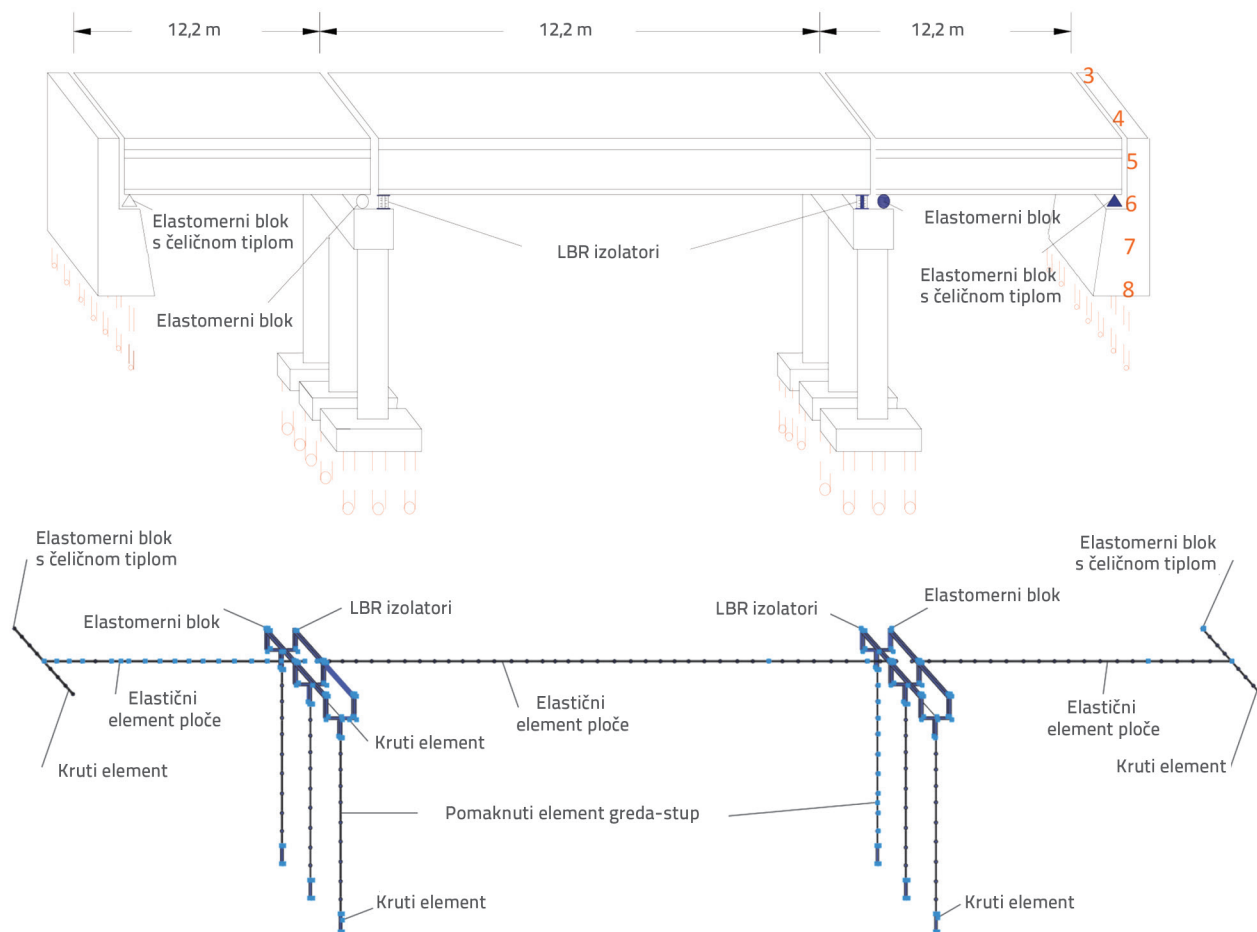 12,2 m
12,2 m
12,2 m
3
4
5
6
7
8
Elastomerni blok
s čeličnom tiplom
Elastomerni blok
LBR izolatori
Elastomerni blok
Elastomerni blok
s čeličnom tiplom
Elastomerni blok
s čeličnom tiplom
Elastomerni blok
LBR izolatori
LBR izolatori
Elastomerni blok
Elastomerni blok
s čeličnom tiplom
Elastični
element ploče
Elastični
element ploče
Elastični
element ploče
Kruti element
Kruti element
Kruti element
Pomaknuti element greda-stup
Kruti element
Kruti element